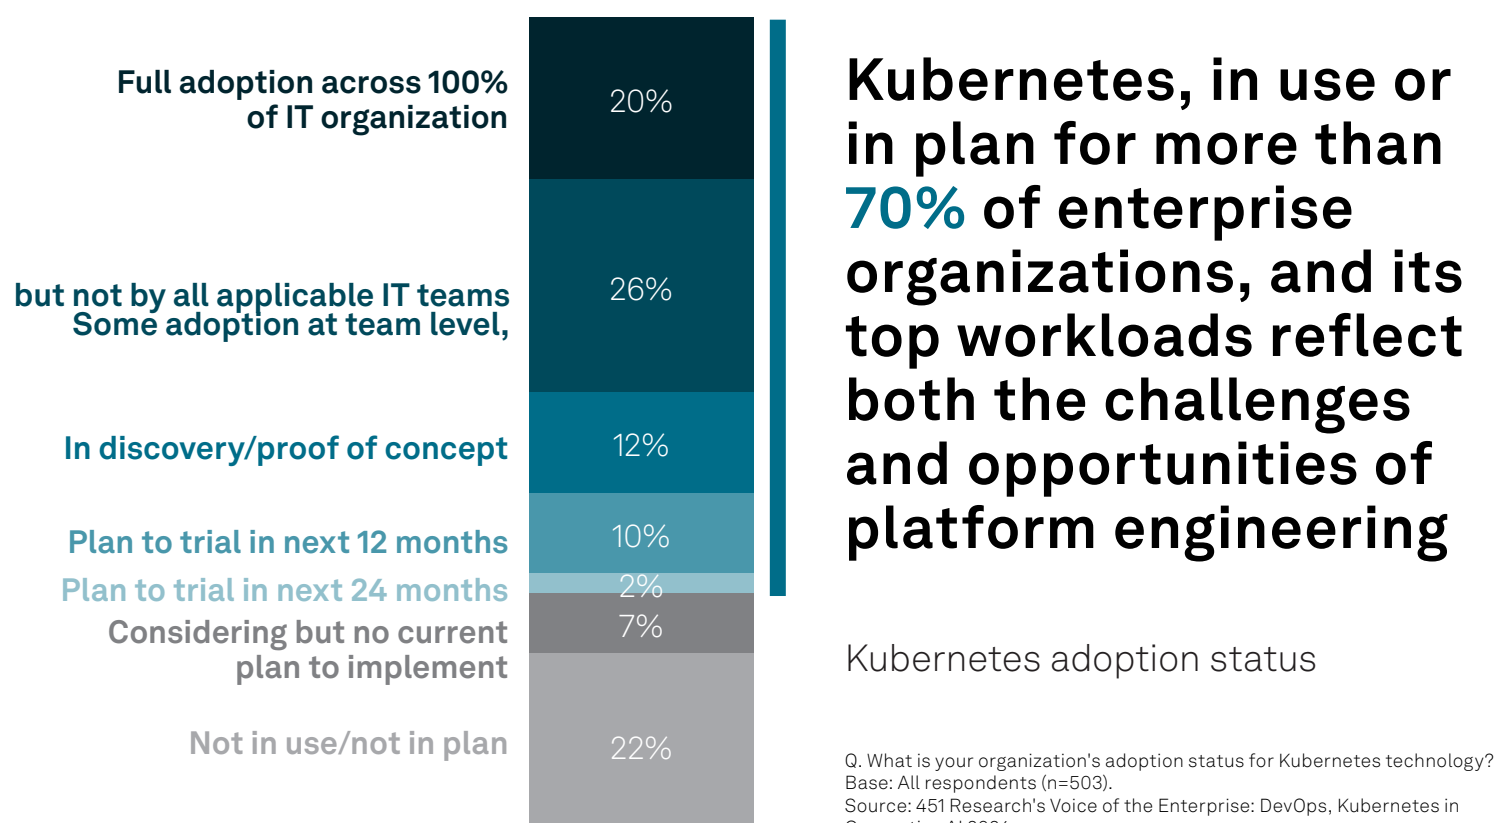 Full adoption across 100%
of IT organization
20%
but not by all applicable IT teams
Some adoption at team level,
26%
In discovery/proof of concept
12%
Plan to trial in next 12 months
10%
Plan to trial in next 24 months
2%
Considering but no current
plan to implement
7%
Not in use/not in plan
22%
Kubernetes, in use or
in plan for more than
70% of enterprise
organizations, and its
top workloads reflect
both the challenges
and opportunities of
platform engineering
Kubernetes adoption status
Q. What is your organization's adoption status for Kubernetes technology?
Base: All respondents (n=503).
Source: 451 Research's Voice of the Enterprise: DevOps, Kubernetes in